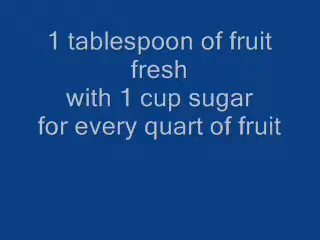 1 tablespoon of fruit
fresh
with 1 cup sugar
for every quart of fruit